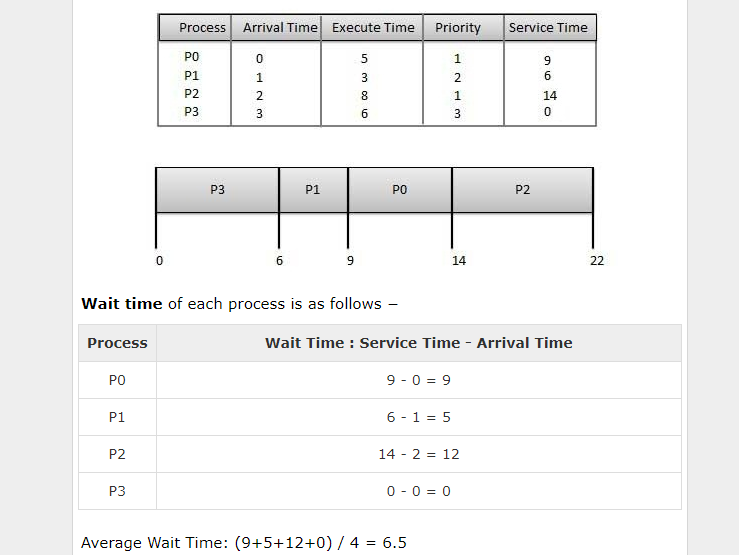 Process Arrival Time Execute Time Priority Service Time
P0 0 5 1 9
P1 1 3 2 6
P2 2 8 1 14
P3 3 6 3 0
P3 P1 P0 P2
0 6 9 14 22
Wait time of each process is as follows −
Process Wait Time : Service Time - Arrival Time
P0 9 - 0 = 9
P1 6 - 1 = 5
P2 14 - 2 = 12
P3 0 - 0 = 0
Average Wait Time: (9+5+12+0) / 4 = 6.5